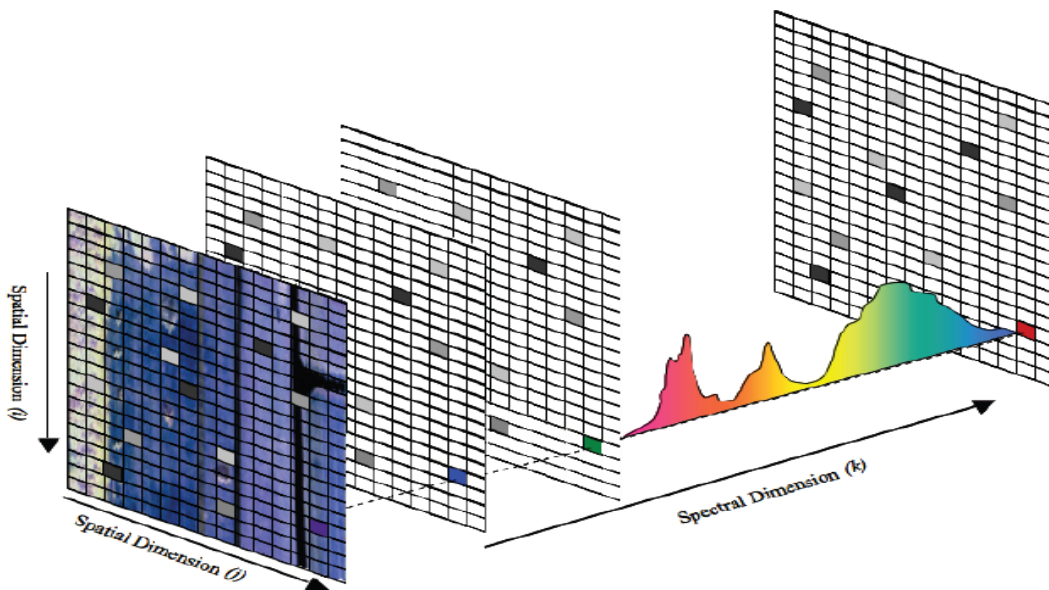 Spatial Dimension (i)
Spatial Dimension (j)
Spectral Dimension (k)